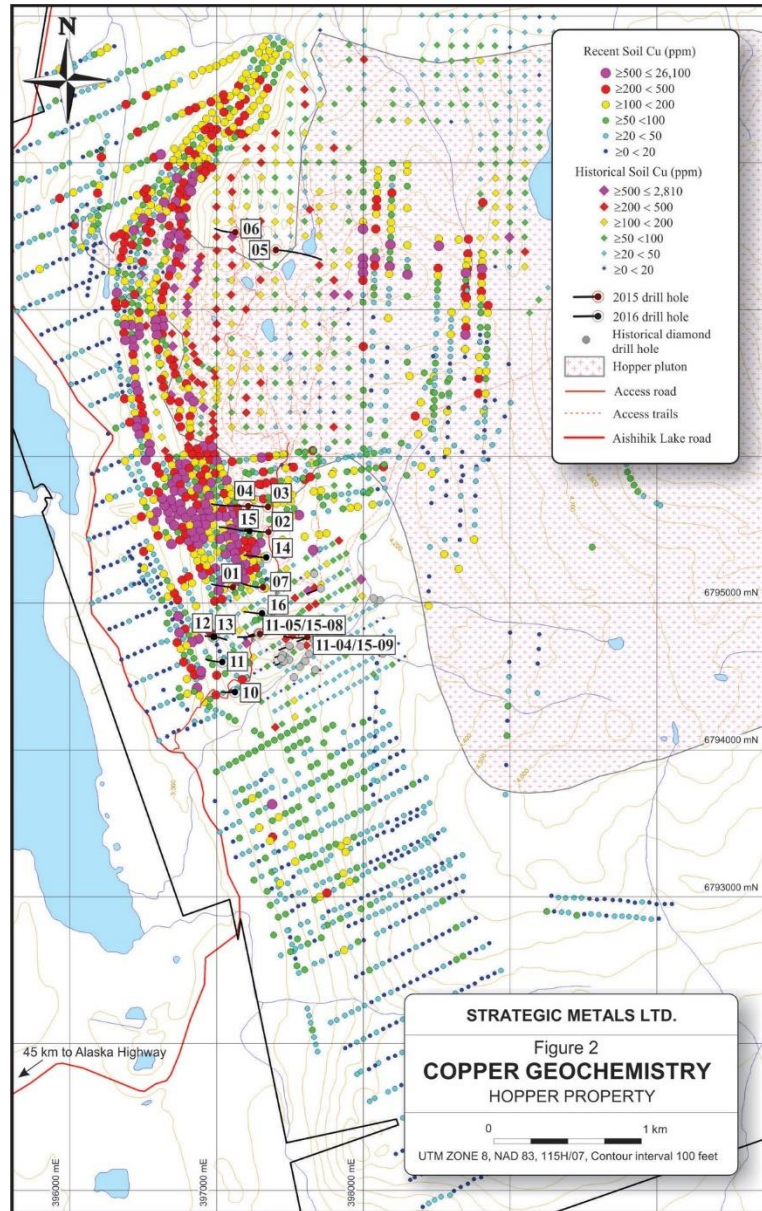 N
Recent Soil Cu (ppm)
≥500 ≤ 26,100
≥200 < 500
≥100 < 200
≥50 <100
≥20 < 50
≥0 < 20
Historical Soil Cu (ppm)
≥500 ≤ 2,810
≥200 < 500
≥100 < 200
≥50 <100
≥20 < 50
≥0 < 20
2015 drill hole
2016 drill hole
Historical diamond
drill hole
Hopper pluton
Access road
Access trails
Aishihik Lake road
06
05
04
03
15
02
14
01
07
16
12
13
11-05/15-08
11-04/15-09
11
10
6795000 mN
6794000 mN
6793000 mN
45 km to Alaska Highway
396000 mE
397000 mE
398000 mE
STRATEGIC METALS LTD.
Figure 2
COPPER GEOCHEMISTRY
HOPPER PROPERTY
0
1 km
UTM ZONE 8, NAD 83, 115H/07, Contour interval 100 feet